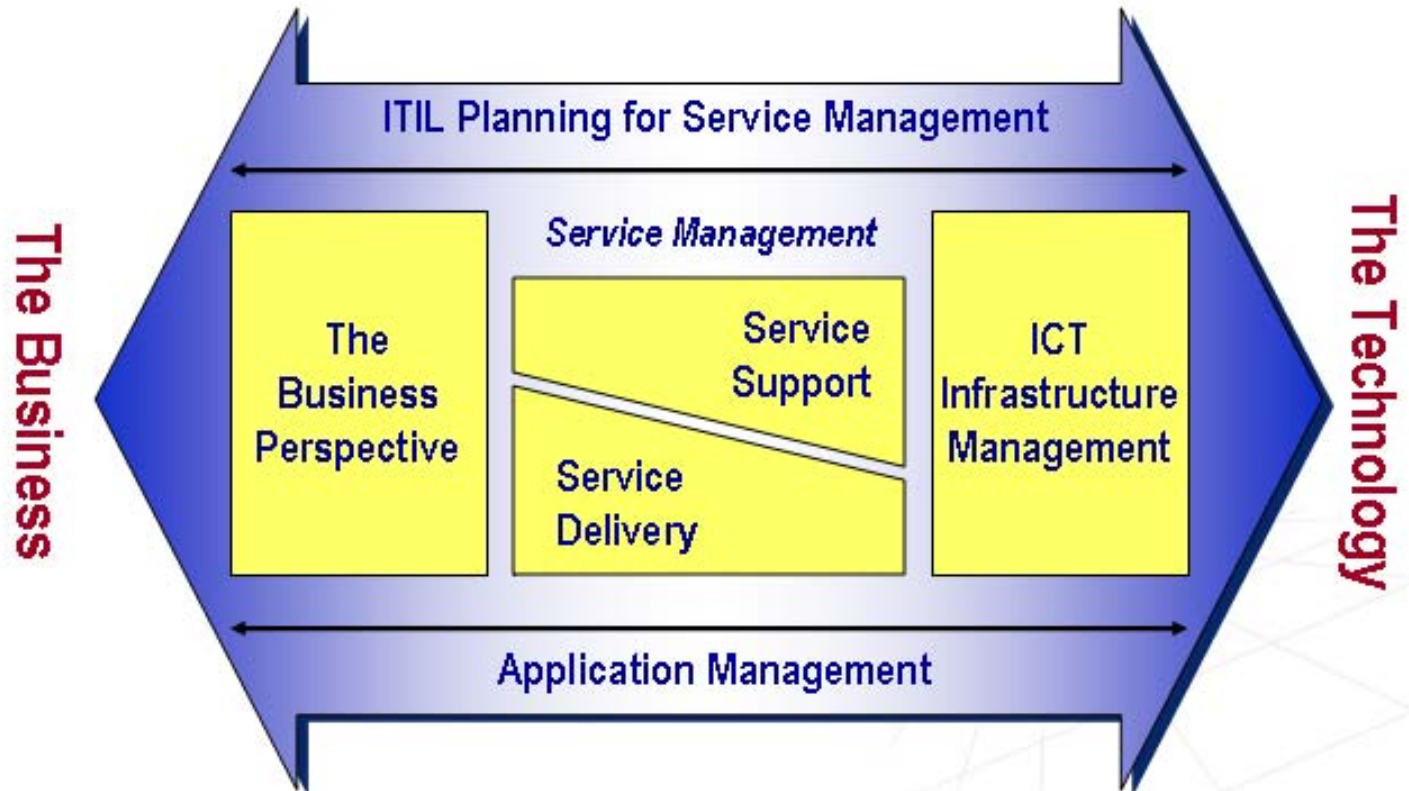 ITIL Planning for Service Management
The Business
The
Business
Perspective
Service Management
Service
Support
Service
Delivery
ICT
Infrastructure
Management
The Technology
Application Management